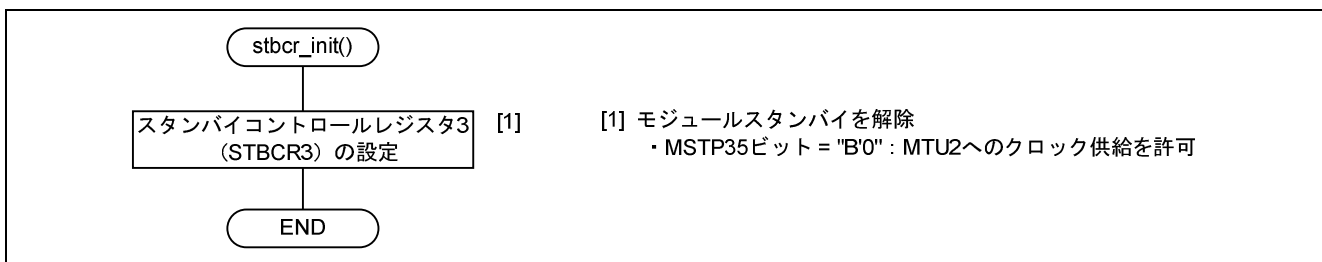 stbcr_init()
スタンバイコントロールレジスタ3 [1]
（STBCR3）の設定
[1] モジュールスタンバイを解除
・MSTP35ビット = "B'0"：MTU2へのクロック供給を許可
END